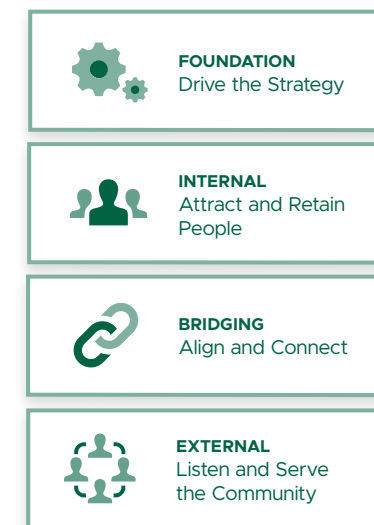 FOUNDATION
Drive the Strategy
INTERNAL
Attract and Retain
People
BRIDGING
Align and Connect
EXTERNAL
Listen and Serve
the Community